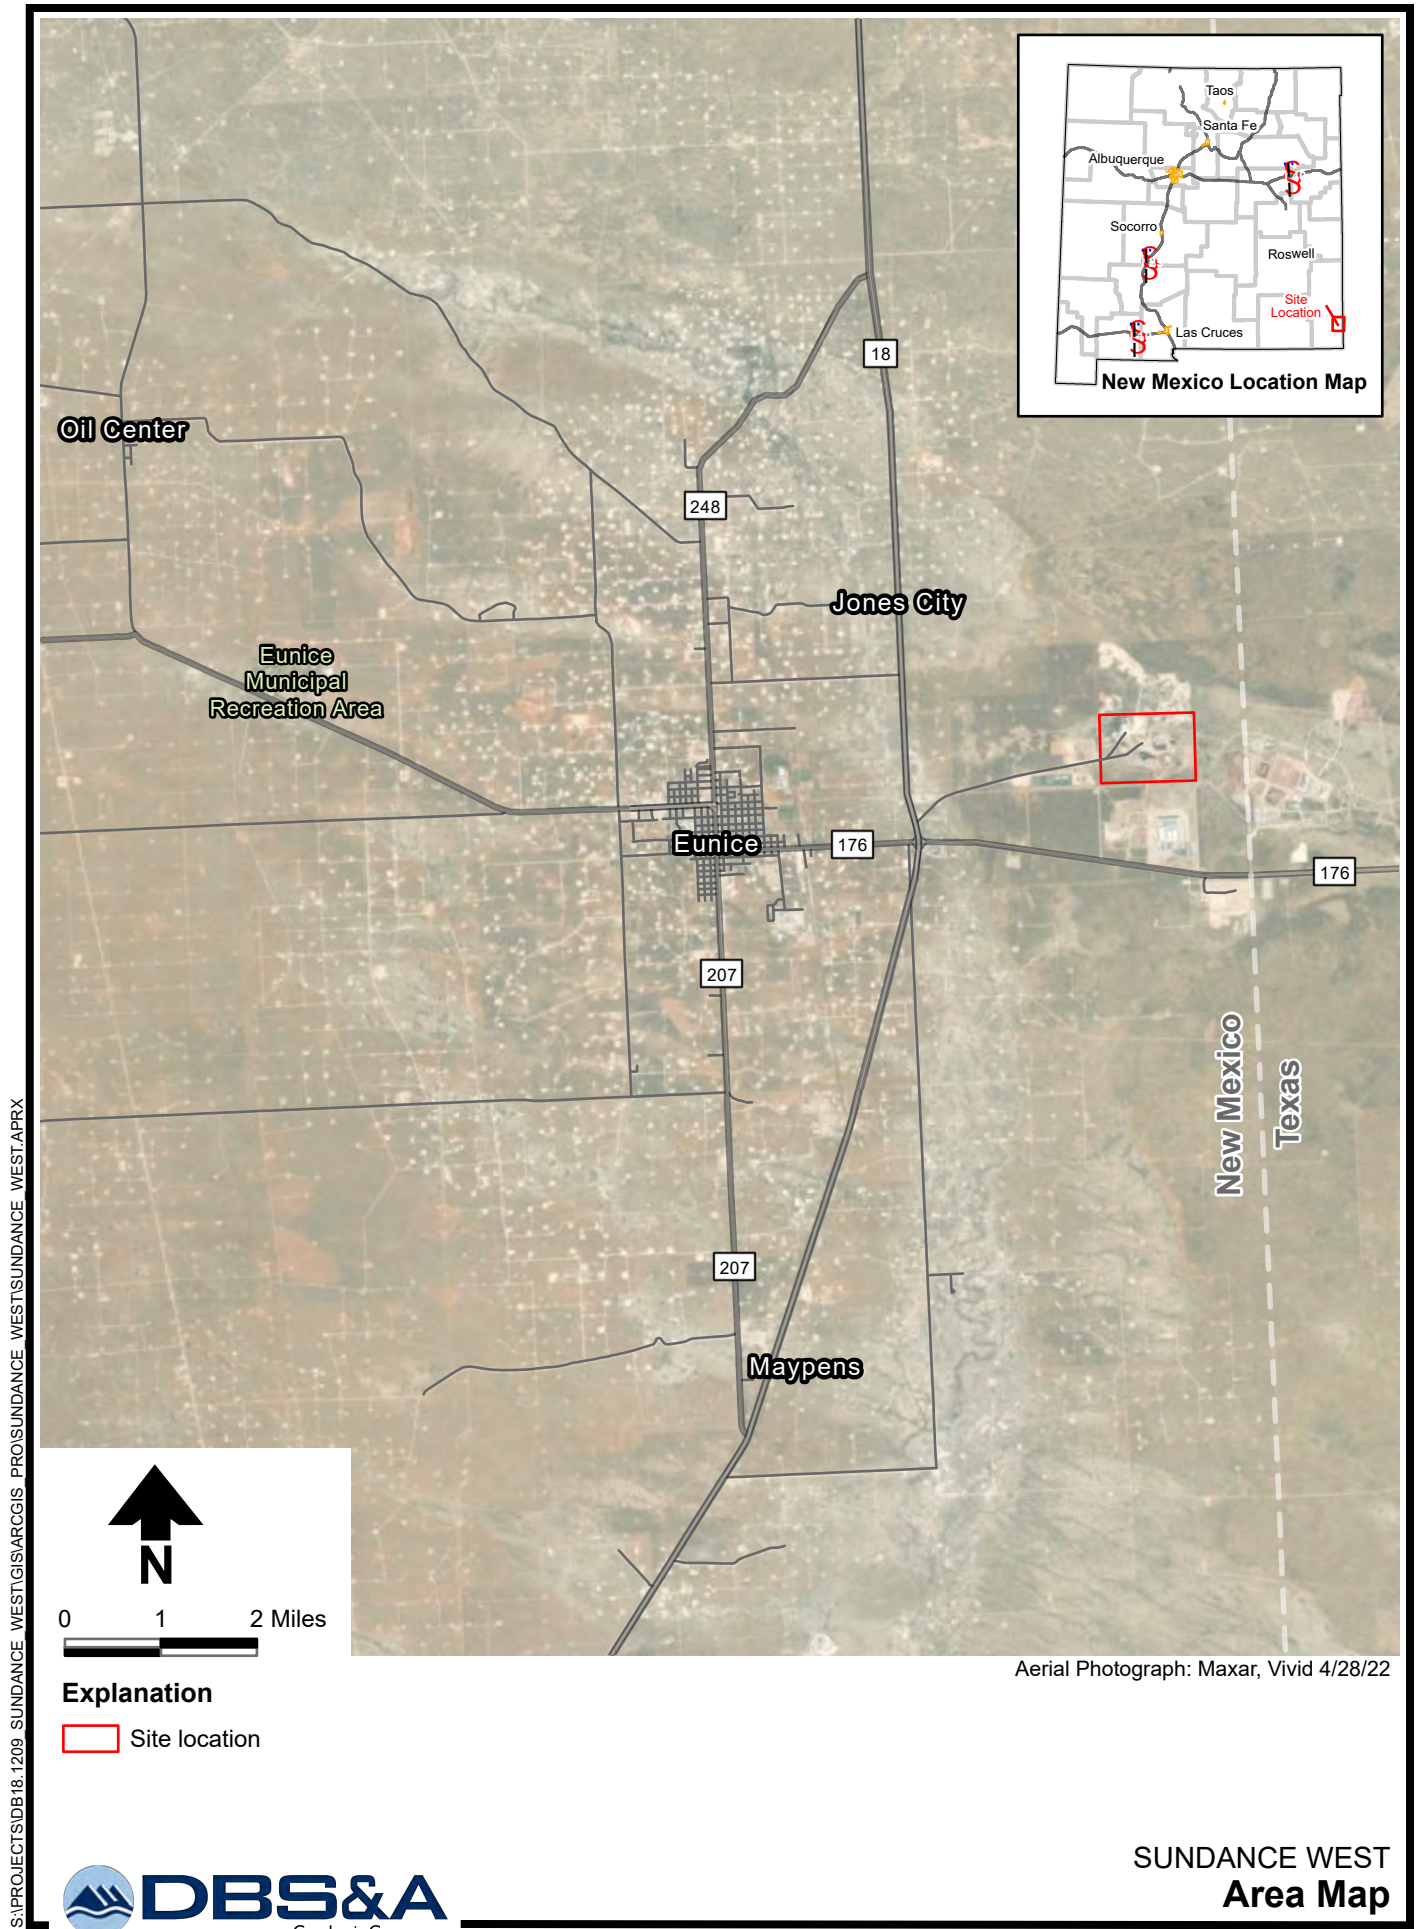 Taos
Santa Fe
Albuquerque
Socorro
Roswell
Site
Location
Las Cruces
New Mexico Location Map
18
Oil Center
248
Jones City
Eunice
Municipal
Recreation Area
Eunice
176
176
207
New Mexico
Texas
207
Maypens
N
0 1 2 Miles
Aerial Photograph: Maxar, Vivid 4/28/22
Explanation
Site location
SUNDANCE WEST
Area Map
DBS&A
S:\PROJECTS\DB18.1209_SUNDANCE_WEST\GIS\ARCGIS_PRO\SUNDANCE_WEST\SUNDANCE_WEST.APRX